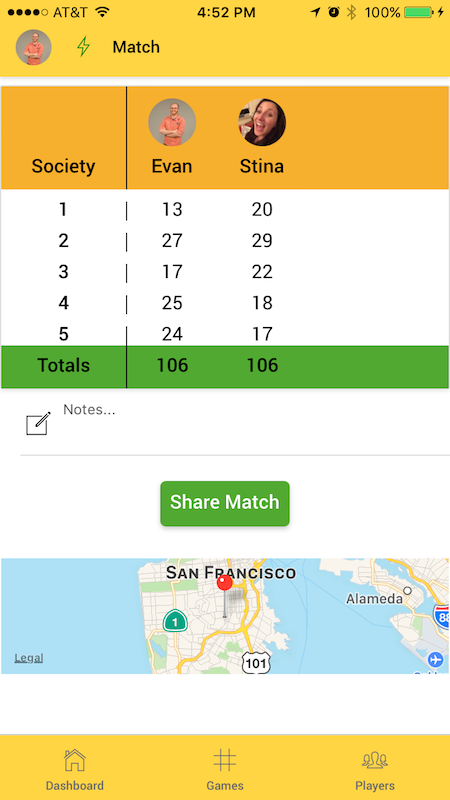 AT&T 4:52 PM 100%
Match
Society Evan Stina
1 13 20
2 27 29
3 17 22
4 25 18
5 24 17
Totals 106 106
Notes...
Share Match
SAN FRANCISCO
Alameda
1
88
101
Legal
Dashboard Games Players